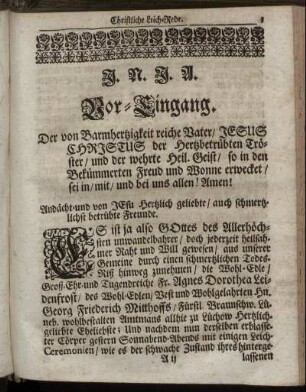 Christliche Leich-Rede.
J. N. J. A.
Vor-Eingang.
Der von Barmhertzigkeit reiche Vater/ JESUS
CHRISTUS der Hertzbetrübten Trö-
ster/ und der wehrte Heil. Geist/ so in den
Bekümmerten Freud und Wonne erwecket/
sei in/ mit/ und bei uns allen! Amen!
Andächt-und von JEsu Hertzlich geliebte/ auch schmertz-
lichst betrübte Freunde.
ES ist ja also GOttes des Allerhöch-
sten unwandelbahrer/ doch jederzeit heilsah-
mer Raht und Will gewesen/ aus unserer
Gemeine durch einen schmertzlichen Todes-
Riß hinweg zunehmen/ die Wohl-Edle/
Groß-Ehr-und Tugendreiche Fr. Agnes Dorothea Lei-
denfrost/ des Wohl-Edlen/ Vest und Wohlgelahrten Hn.
Georg Friederich Mitthoffs/ Fürstl. Braunschw. Lü-
neb. wohlbestalten Amtmans allhie zu Lüchow Hertzlich-
geliebte Eheliebste; Und nachdem nun derselben erblasse-
ter Cörper gestern Sonnabend-Abends mit einigen Leich-
Ceremonien/ wie es der schwache Zustand ihres hinterge-
A ij
lassenen